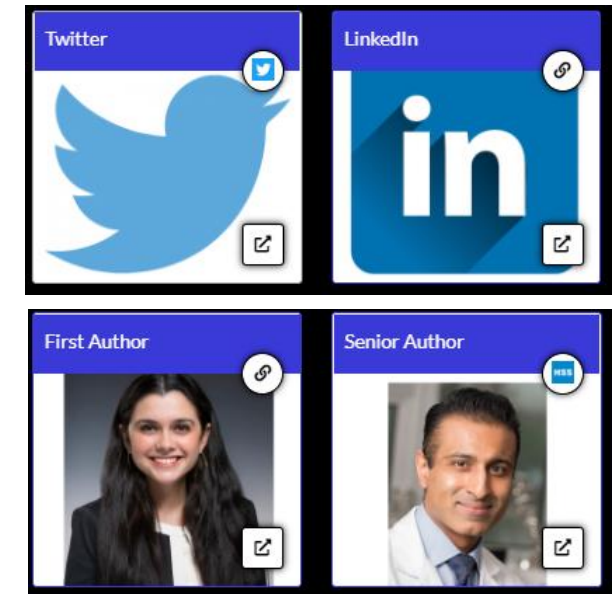 Twitter
LinkedIn
in
First Author
Senior Author
HSS